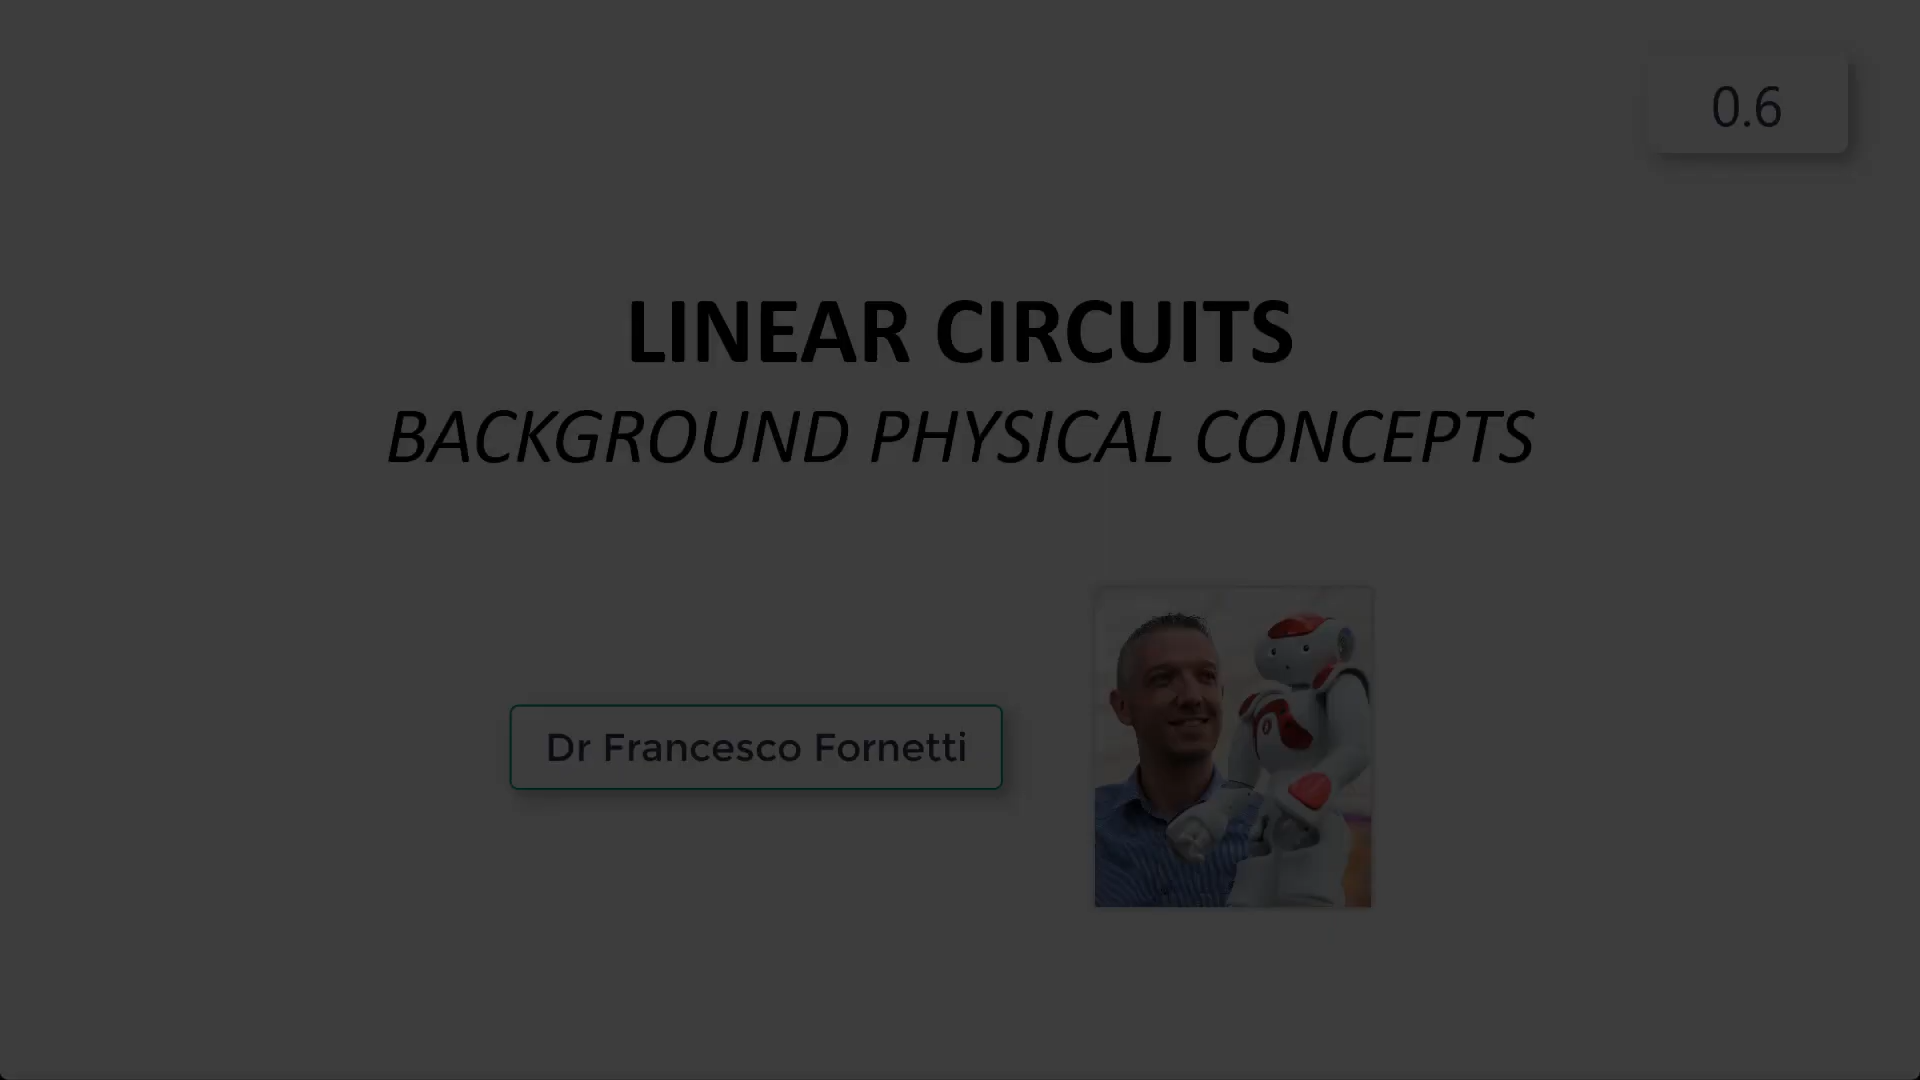 0.6
LINEAR CIRCUITS
BACKGROUND PHYSICAL CONCEPTS
Dr Francesco Fornetti